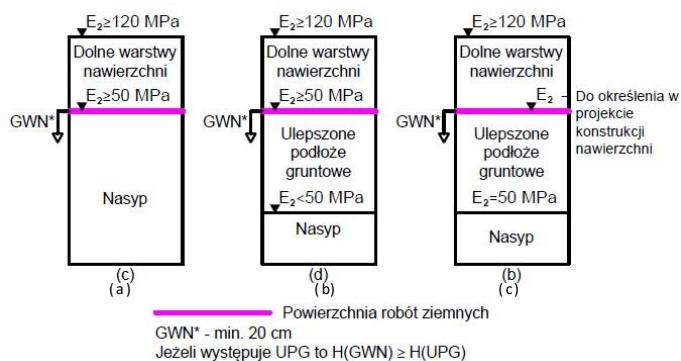 E₂≥120 MPa
Dolne warstwy
nawierzchni
E₂≥50 MPa
GWN*
Nasyp
(c)
(a)
E₂≥120 MPa
Dolne warstwy
nawierzchni
E₂≥50 MPa
GWN*
Ulepszone
podłoże
gruntowe
E₂<50 MPa
Nasyp
(d)
(b)
E₂≥120 MPa
Dolne warstwy
nawierzchni
E₂ - Do określenia w
projekcie
konstrukcji
nawierzchni
GWN*
Ulepszone
podłoże
gruntowe
E₂=50 MPa
Nasyp
(b)
(c)
Powierzchnia robót ziemnych
GWN* - min. 20 cm
Jeżeli występuje UPG to H(GWN) ≥ H(UPG)